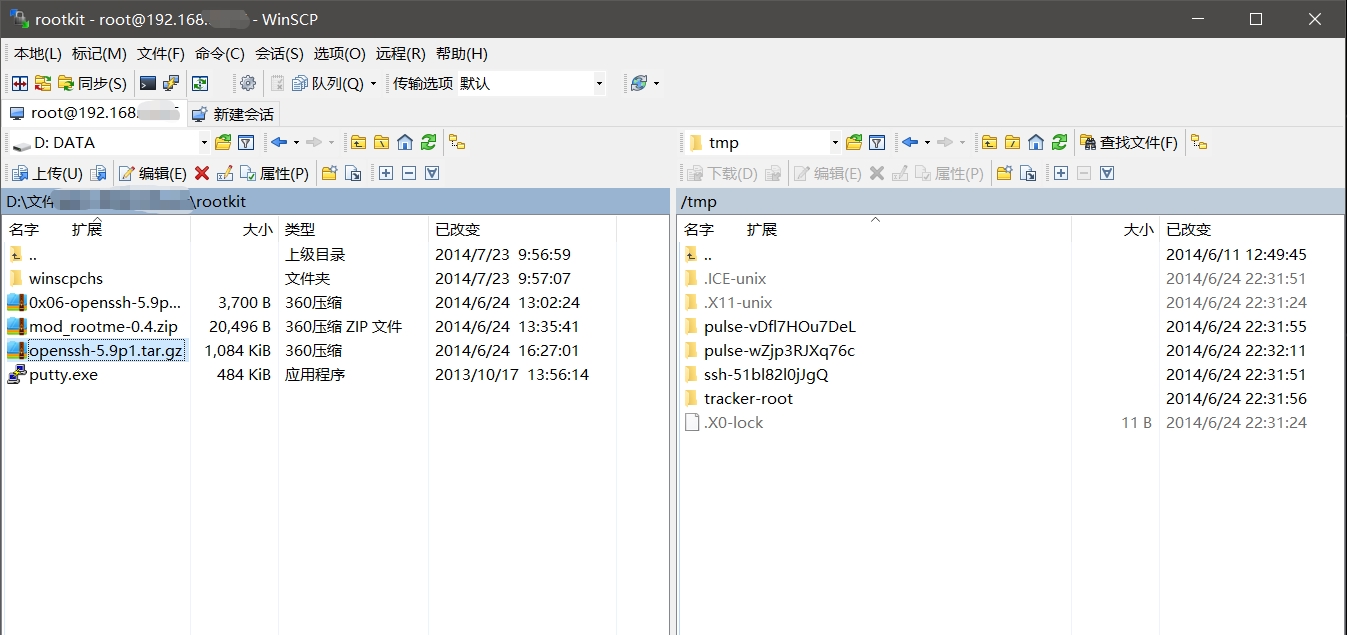 rootkit - root@192.168. - WinSCP
本地(L) 标记(M) 文件(F) 命令(C) 会话(S) 选项(O) 远程(R) 帮助(H)
同步(S) 队列(Q) 传输选项 默认
root@192.168. 新建会话
D: DATA tmp 查找文件(F)
上传(U) 编辑(E) 属性(P) 下载(D) 编辑(E) 属性(P)
D:\文件 \rootkit /tmp
名字 扩展 大小 类型 已改变 名字 扩展 大小 已改变
.. 上级目录 2014/7/23 9:56:59 .. 2014/6/11 12:49:45
winscpchs 文件夹 2014/7/23 9:57:07 .ICE-unix 2014/6/24 22:31:51
0x06-openssh-5.9p... 3,700 B 360压缩 2014/6/24 13:02:24 .X11-unix 2014/6/24 22:31:24
mod_rootme-0.4.zip 20,496 B 360压缩 ZIP 文件 2014/6/24 13:35:41 pulse-vDfl7HOu7DeL 2014/6/24 22:31:55
openssh-5.9p1.tar.gz 1,084 KiB 360压缩 2014/6/24 16:27:01 pulse-wZjp3RJXq76c 2014/6/24 22:32:11
putty.exe 484 KiB 应用程序 2013/10/17 13:56:14 ssh-51bl82l0jJgQ 2014/6/24 22:31:51
tracker-root 2014/6/24 22:31:56
.X0-lock 11 B 2014/6/24 22:31:24